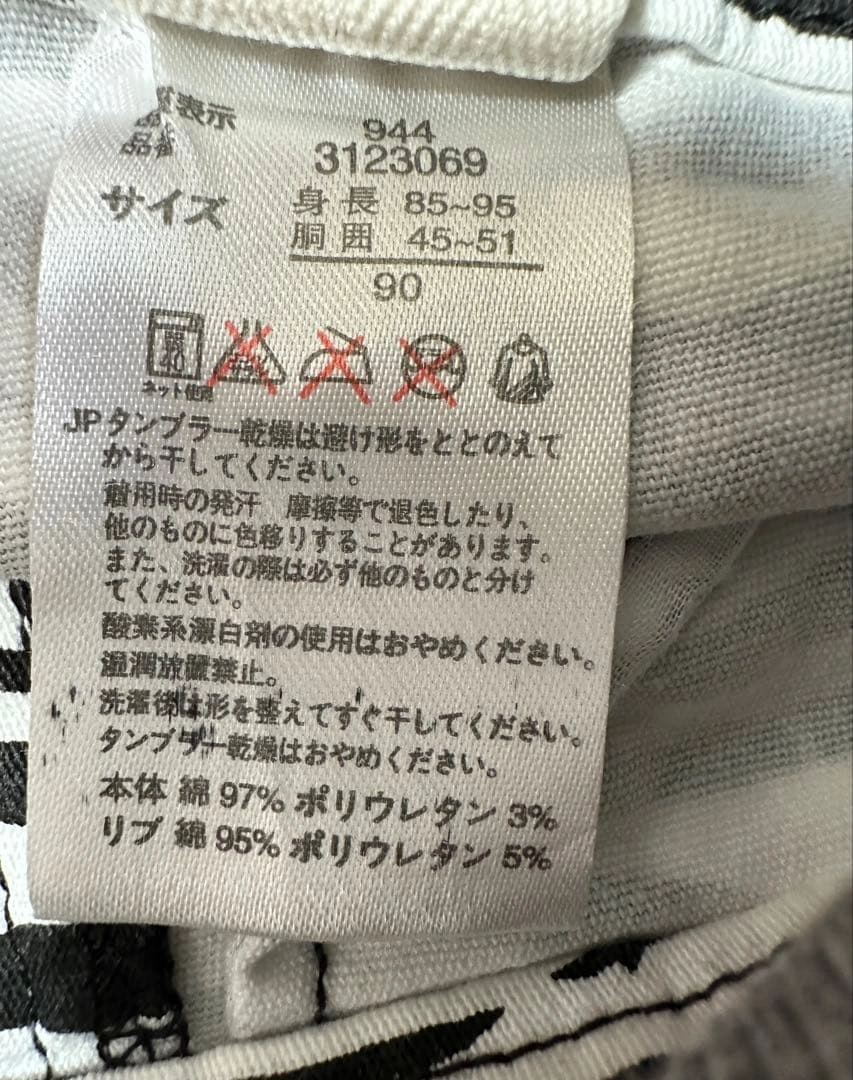 表示
944
品番
3123069
サイズ
身長 85~95
胴囲 45~51
90
ネット使用
JPタンブラー乾燥は避け形をととのえて
から干してください。
着用時の発汗 摩擦等で退色したり、
他のものに色移りすることがあります。
また、洗濯の際は必ず他のものと分け
てください。
酸素系漂白剤の使用はおやめください。
湿潤放置禁止。
洗濯後は形を整えてすぐ干してください。
タンブラー乾燥はおやめください。
本体 綿 97% ポリウレタン 3%
リブ 綿 95% ポリウレタン 5%